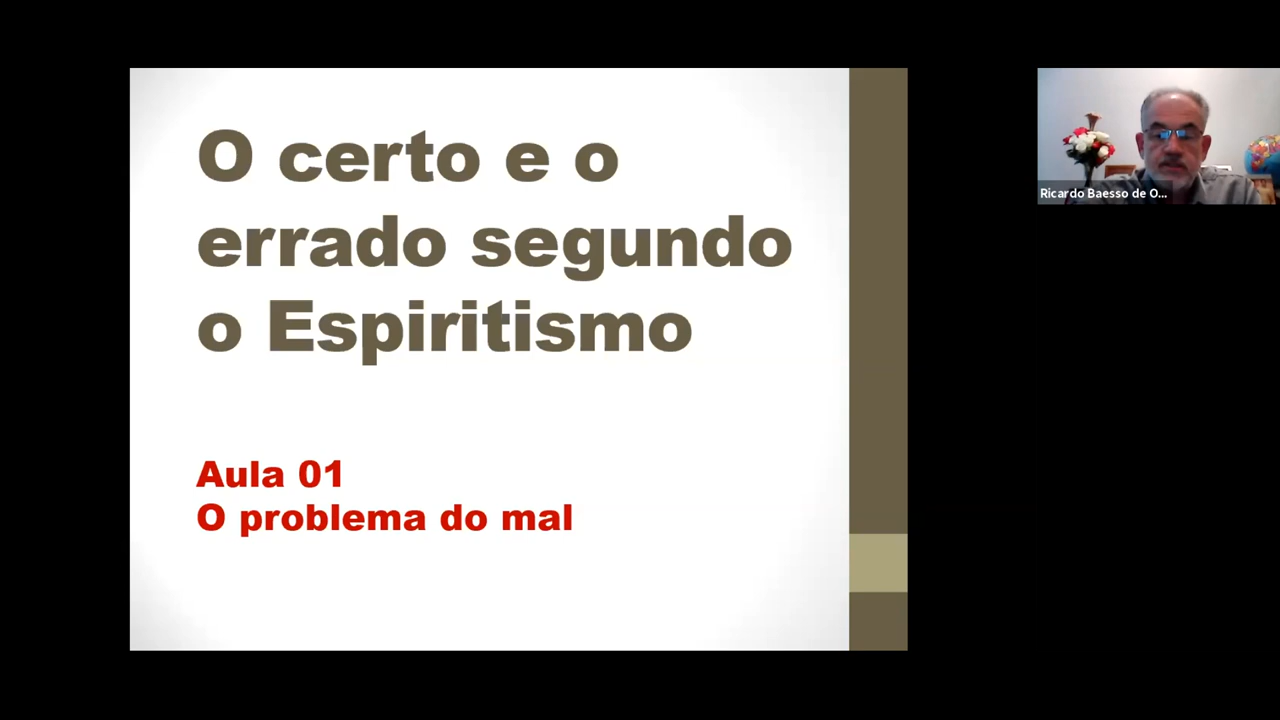 O certo e o
errado segundo
o Espiritismo
Aula 01
O problema do mal
Ricardo Baesso de O...